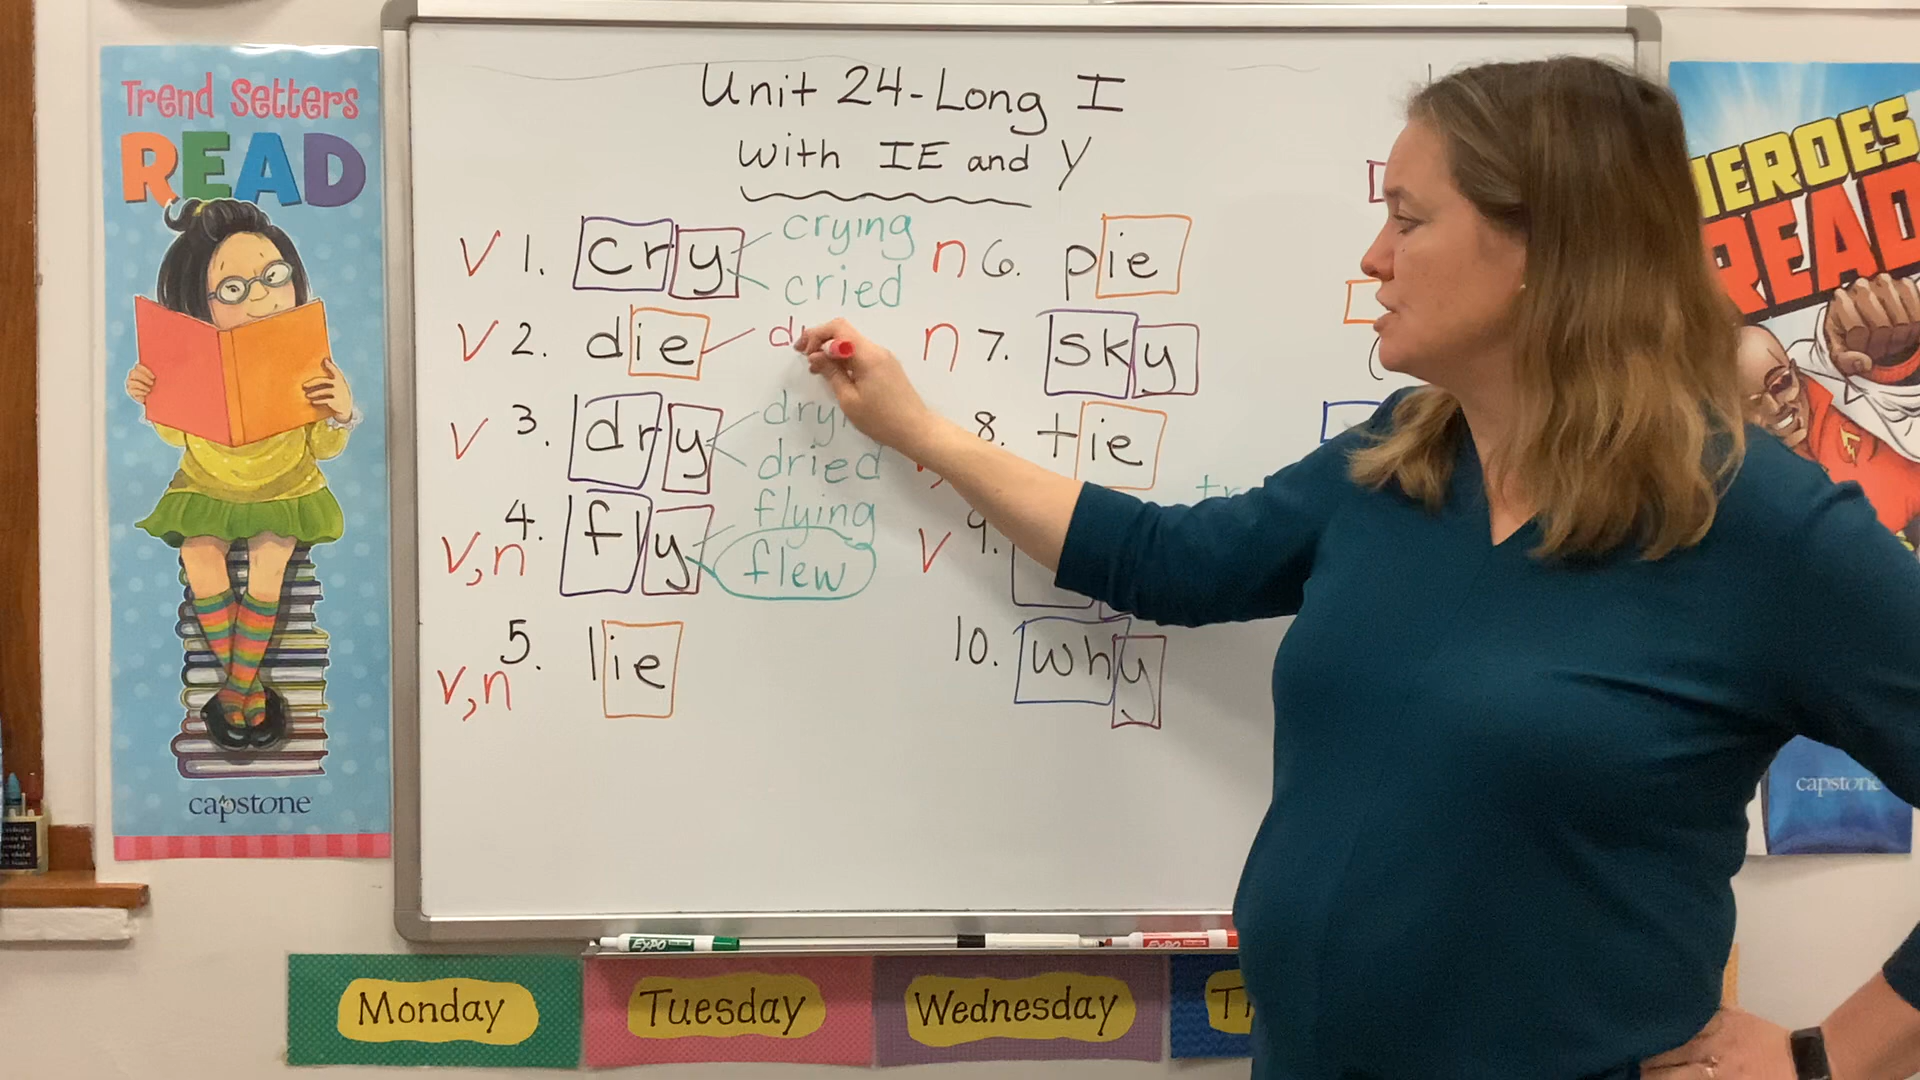 Trend Setters
READ
capstone
Unit 24-Long I
with IE and Y
V 1. cry
crying
cried
V 2. die
V 3. dry
dried
v,n 4. fly
flying
flew
v,n 5. lie
n 6. pie
n 7. sky
8. tie
V 9.
10. why
HEROES
READ
capstone
EXPO
EXPO
Monday
Tuesday
Wednesday